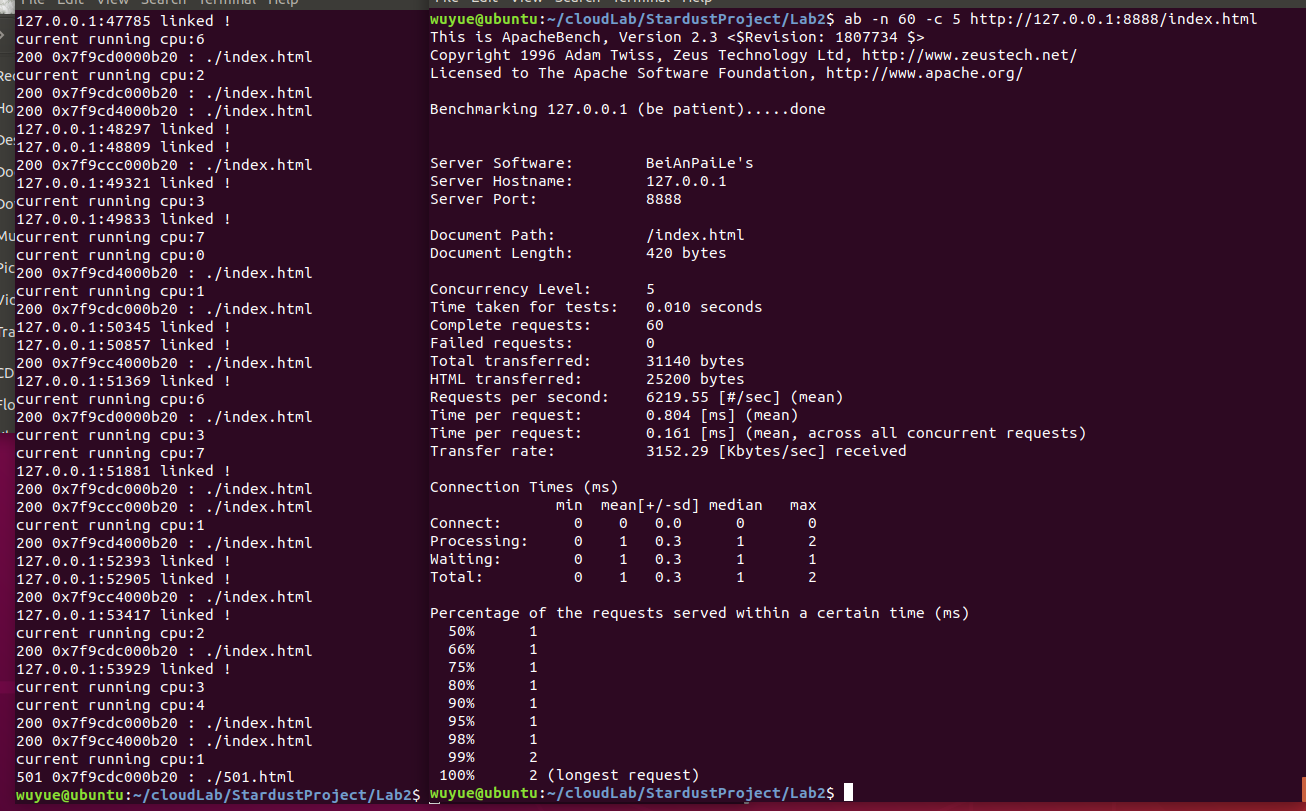 127.0.0.1:47785 linked !
current running cpu:6
200 0x7f9cd0000b20 : ./index.html
current running cpu:2
200 0x7f9cdc000b20 : ./index.html
200 0x7f9cd4000b20 : ./index.html
127.0.0.1:48297 linked !
127.0.0.1:48809 linked !
200 0x7f9ccc000b20 : ./index.html
127.0.0.1:49321 linked !
current running cpu:3
127.0.0.1:49833 linked !
current running cpu:7
current running cpu:0
200 0x7f9cd4000b20 : ./index.html
current running cpu:1
200 0x7f9cdc000b20 : ./index.html
127.0.0.1:50345 linked !
127.0.0.1:50857 linked !
200 0x7f9cc4000b20 : ./index.html
127.0.0.1:51369 linked !
current running cpu:6
200 0x7f9cd0000b20 : ./index.html
current running cpu:3
current running cpu:7
127.0.0.1:51881 linked !
200 0x7f9cdc000b20 : ./index.html
200 0x7f9ccc000b20 : ./index.html
current running cpu:1
200 0x7f9cd4000b20 : ./index.html
127.0.0.1:52393 linked !
127.0.0.1:52905 linked !
200 0x7f9cc4000b20 : ./index.html
127.0.0.1:53417 linked !
current running cpu:2
200 0x7f9cdc000b20 : ./index.html
127.0.0.1:53929 linked !
current running cpu:3
current running cpu:4
200 0x7f9cdc000b20 : ./index.html
200 0x7f9cc4000b20 : ./index.html
current running cpu:1
501 0x7f9cdc000b20 : ./501.html
wuyue@ubuntu:~/cloudLab/StardustProject/Lab2$
wuyue@ubuntu:~/cloudLab/StardustProject/Lab2$ ab -n 60 -c 5 http://127.0.0.1:8888/index.html
This is ApacheBench, Version 2.3 <$Revision: 1807734 $>
Copyright 1996 Adam Twiss, Zeus Technology Ltd, http://www.zeustech.net/
Licensed to The Apache Software Foundation, http://www.apache.org/
Benchmarking 127.0.0.1 (be patient).....done
Server Software: BeiAnPaiLe's
Server Hostname: 127.0.0.1
Server Port: 8888
Document Path: /index.html
Document Length: 420 bytes
Concurrency Level: 5
Time taken for tests: 0.010 seconds
Complete requests: 60
Failed requests: 0
Total transferred: 31140 bytes
HTML transferred: 25200 bytes
Requests per second: 6219.55 [#/sec] (mean)
Time per request: 0.804 [ms] (mean)
Time per request: 0.161 [ms] (mean, across all concurrent requests)
Transfer rate: 3152.29 [Kbytes/sec] received
Connection Times (ms)
min mean[+/-sd] median max
Connect: 0 0 0.0 0 0
Processing: 0 1 0.3 1 2
Waiting: 0 1 0.3 1 1
Total: 0 1 0.3 1 2
Percentage of the requests served within a certain time (ms)
50% 1
66% 1
75% 1
80% 1
90% 1
95% 1
98% 1
99% 2
100% 2 (longest request)
wuyue@ubuntu:~/cloudLab/StardustProject/Lab2$